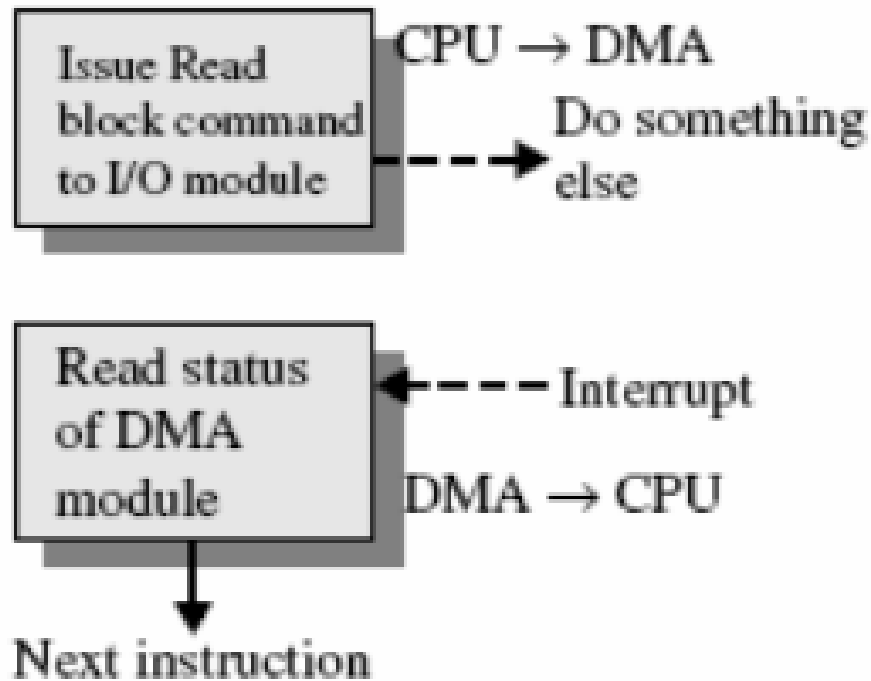 Issue Read
block command
to I/O module
CPU → DMA
Do something
else
Read status
of DMA
module
Interrupt
DMA → CPU
Next instruction